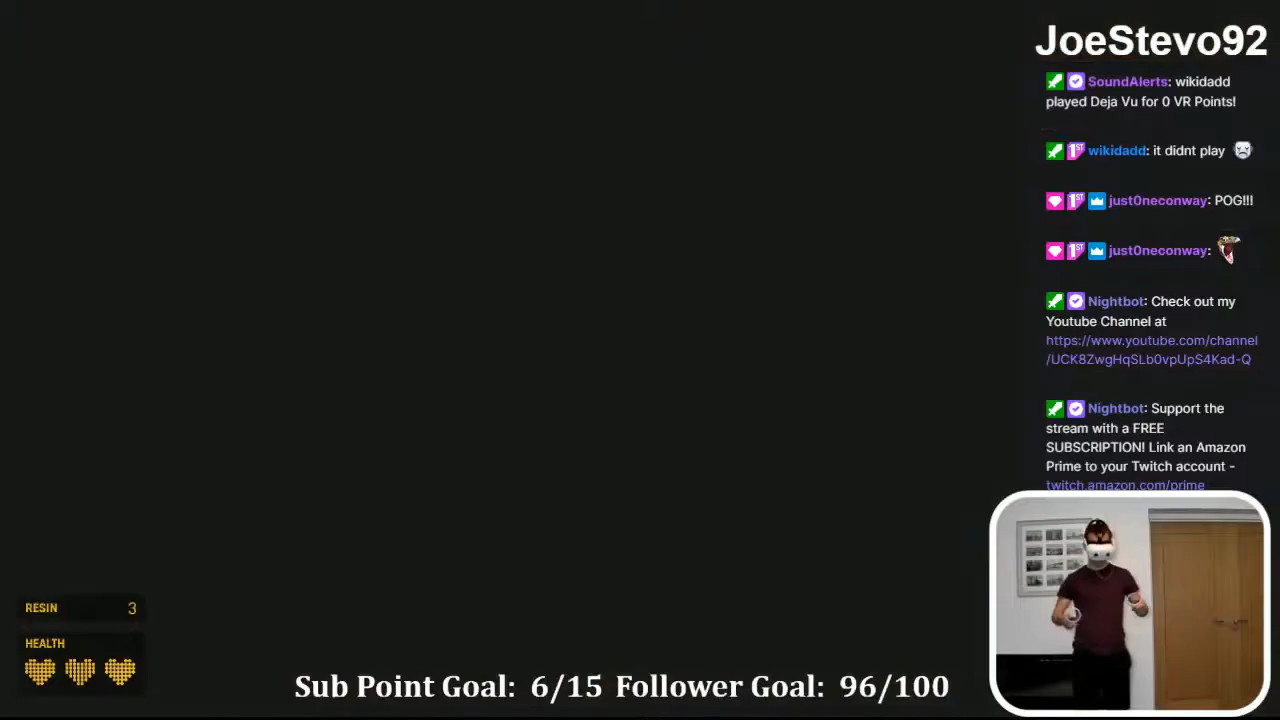 JoeStevo92
SoundAlerts: wikidadd
played Deja Vu for 0 VR Points!
wikidadd: it didnt play
just0neconway: POG!!!
just0neconway:
Nightbot: Check out my
Youtube Channel at
https://www.youtube.com/channel
/UCK8ZwgHqSLb0vpUpS4Kad-Q
Nightbot: Support the
stream with a FREE
SUBSCRIPTION! Link an Amazon
Prime to your Twitch account -
twitch.amazon.com/prime
RESIN 3
HEALTH
Sub Point Goal: 6/15 Follower Goal: 96/100